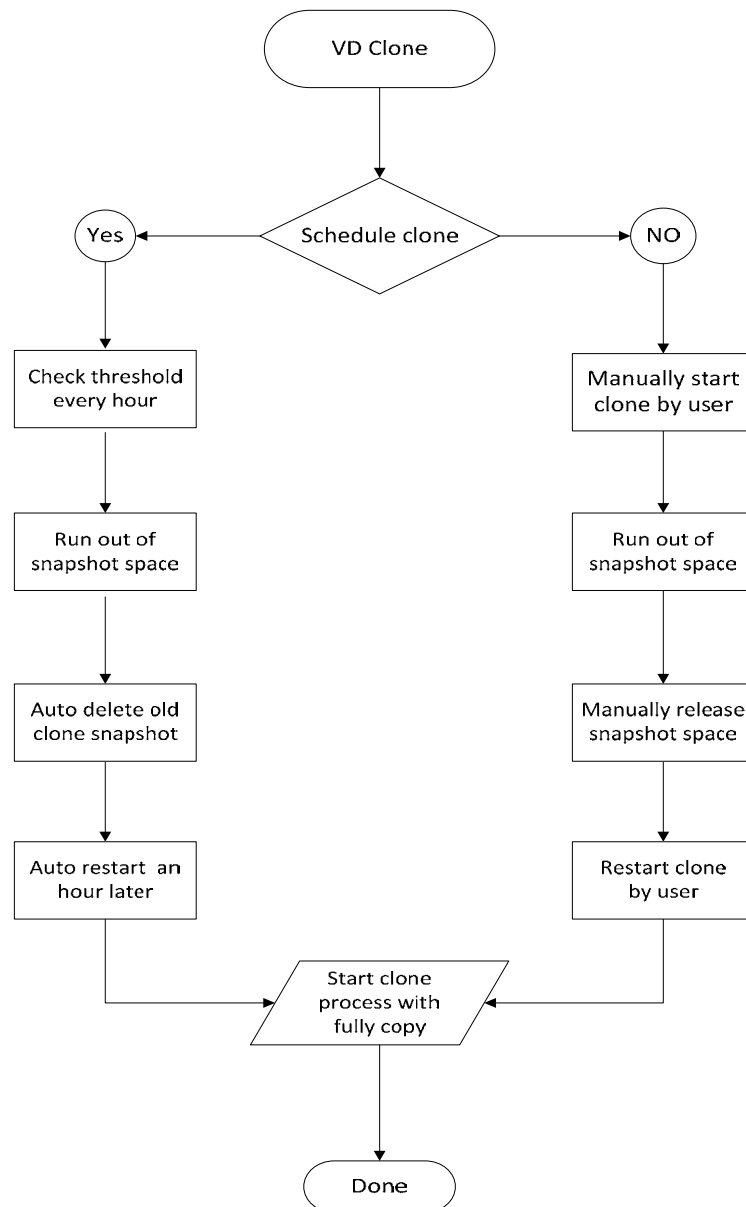 VD Clone
Schedule clone
Yes
NO
Check threshold
every hour
Manually start
clone by user
Run out of
snapshot space
Run out of
snapshot space
Auto delete old
clone snapshot
Manually release
snapshot space
Auto restart an
hour later
Restart clone
by user
Start clone
process with
fully copy
Done